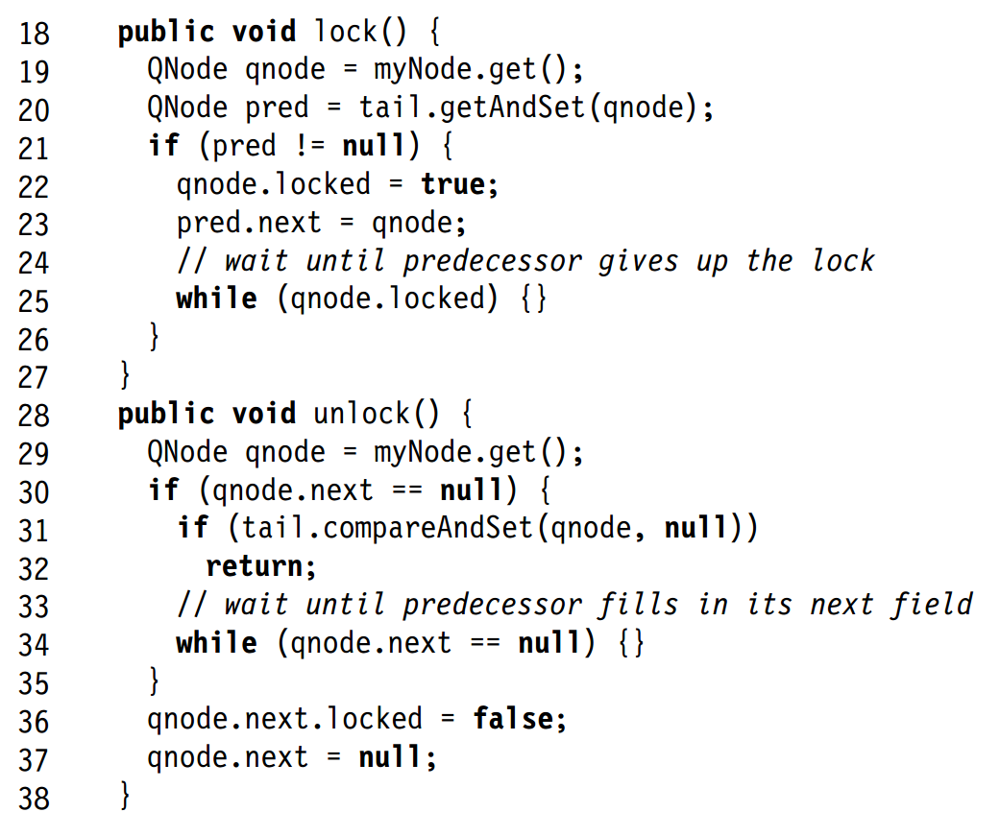 18 public void lock() {
19 QNode qnode = myNode.get();
20 QNode pred = tail.getAndSet(qnode);
21 if (pred != null) {
22 qnode.locked = true;
23 pred.next = qnode;
24 // wait until predecessor gives up the lock
25 while (qnode.locked) {}
26 }
27 }
28 public void unlock() {
29 QNode qnode = myNode.get();
30 if (qnode.next == null) {
31 if (tail.compareAndSet(qnode, null))
32 return;
33 // wait until predecessor fills in its next field
34 while (qnode.next == null) {}
35 }
36 qnode.next.locked = false;
37 qnode.next = null;
38 }